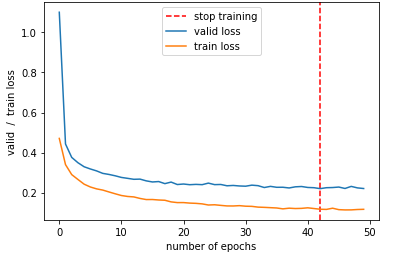 stop training
valid loss
train loss
valid / train loss
1.0
0.8
0.6
0.4
0.2
0 10 20 30 40 50
number of epochs